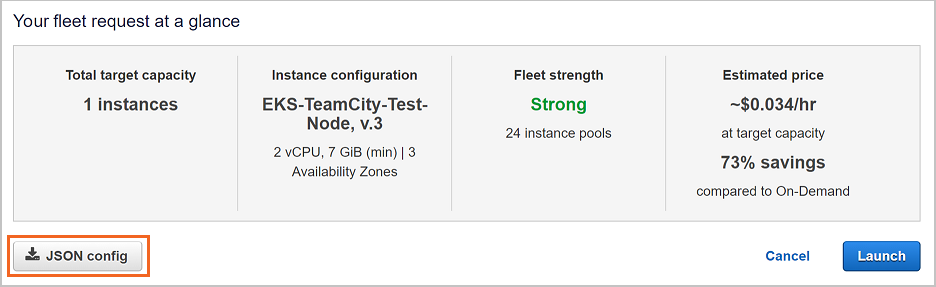 Your fleet request at a glance
Total target capacity
1 instances
Instance configuration
EKS-TeamCity-Test-
Node, v.3
2 vCPU, 7 GiB (min) | 3
Availability Zones
Fleet strength
Strong
24 instance pools
Estimated price
~$0.034/hr
at target capacity
73% savings
compared to On-Demand
JSON config
Cancel
Launch